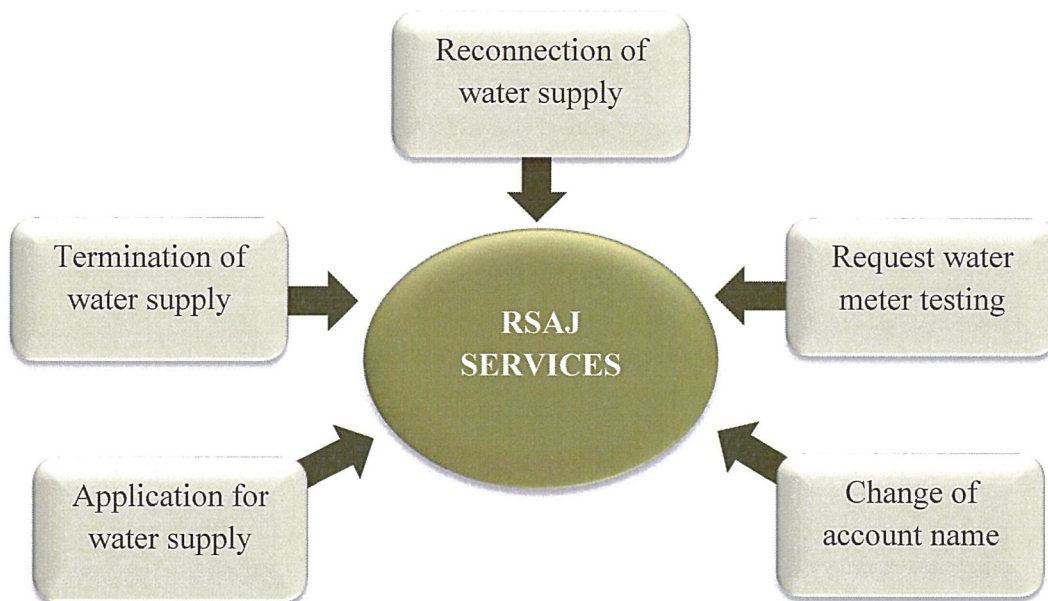 Reconnection of
water supply
Termination of
water supply
RSAJ
SERVICES
Request water
meter testing
Application for
water supply
Change of
account name